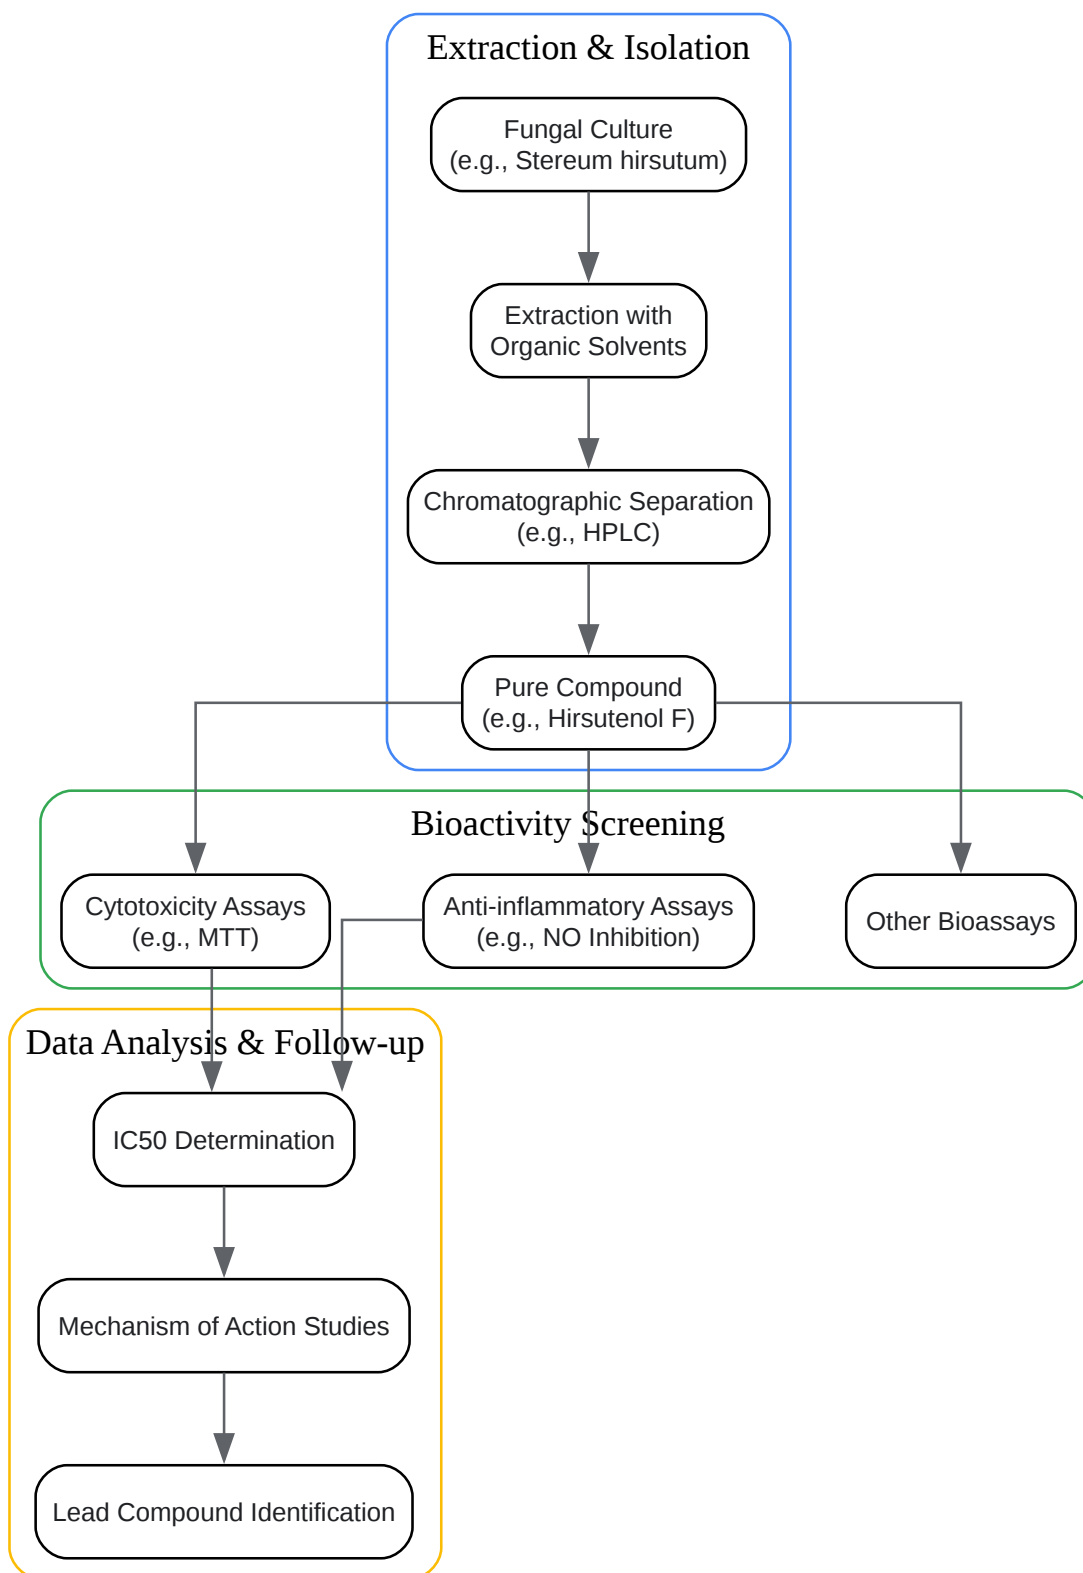 Extraction & Isolation
Fungal Culture
(e.g., Stereum hirsutum)
Extraction with
Organic Solvents
Chromatographic Separation
(e.g., HPLC)
Pure Compound
(e.g., Hirsutenol F)
Bioactivity Screening
Cytotoxicity Assays
(e.g., MTT)
Anti-inflammatory Assays
(e.g., NO Inhibition)
Other Bioassays
Data Analysis & Follow-up
IC50 Determination
Mechanism of Action Studies
Lead Compound Identification